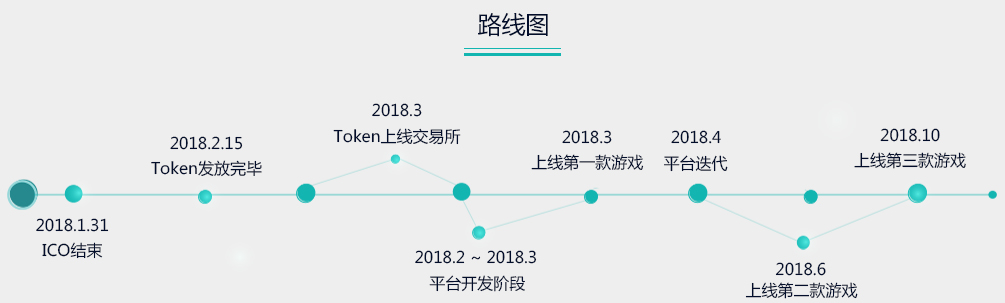 路线图
2018.1.31
ICO结束
2018.2.15
Token发放完毕
2018.3
Token上线交易所
2018.2 ~ 2018.3
平台开发阶段
2018.3
上线第一款游戏
2018.4
平台迭代
2018.6
上线第二款游戏
2018.10
上线第三款游戏